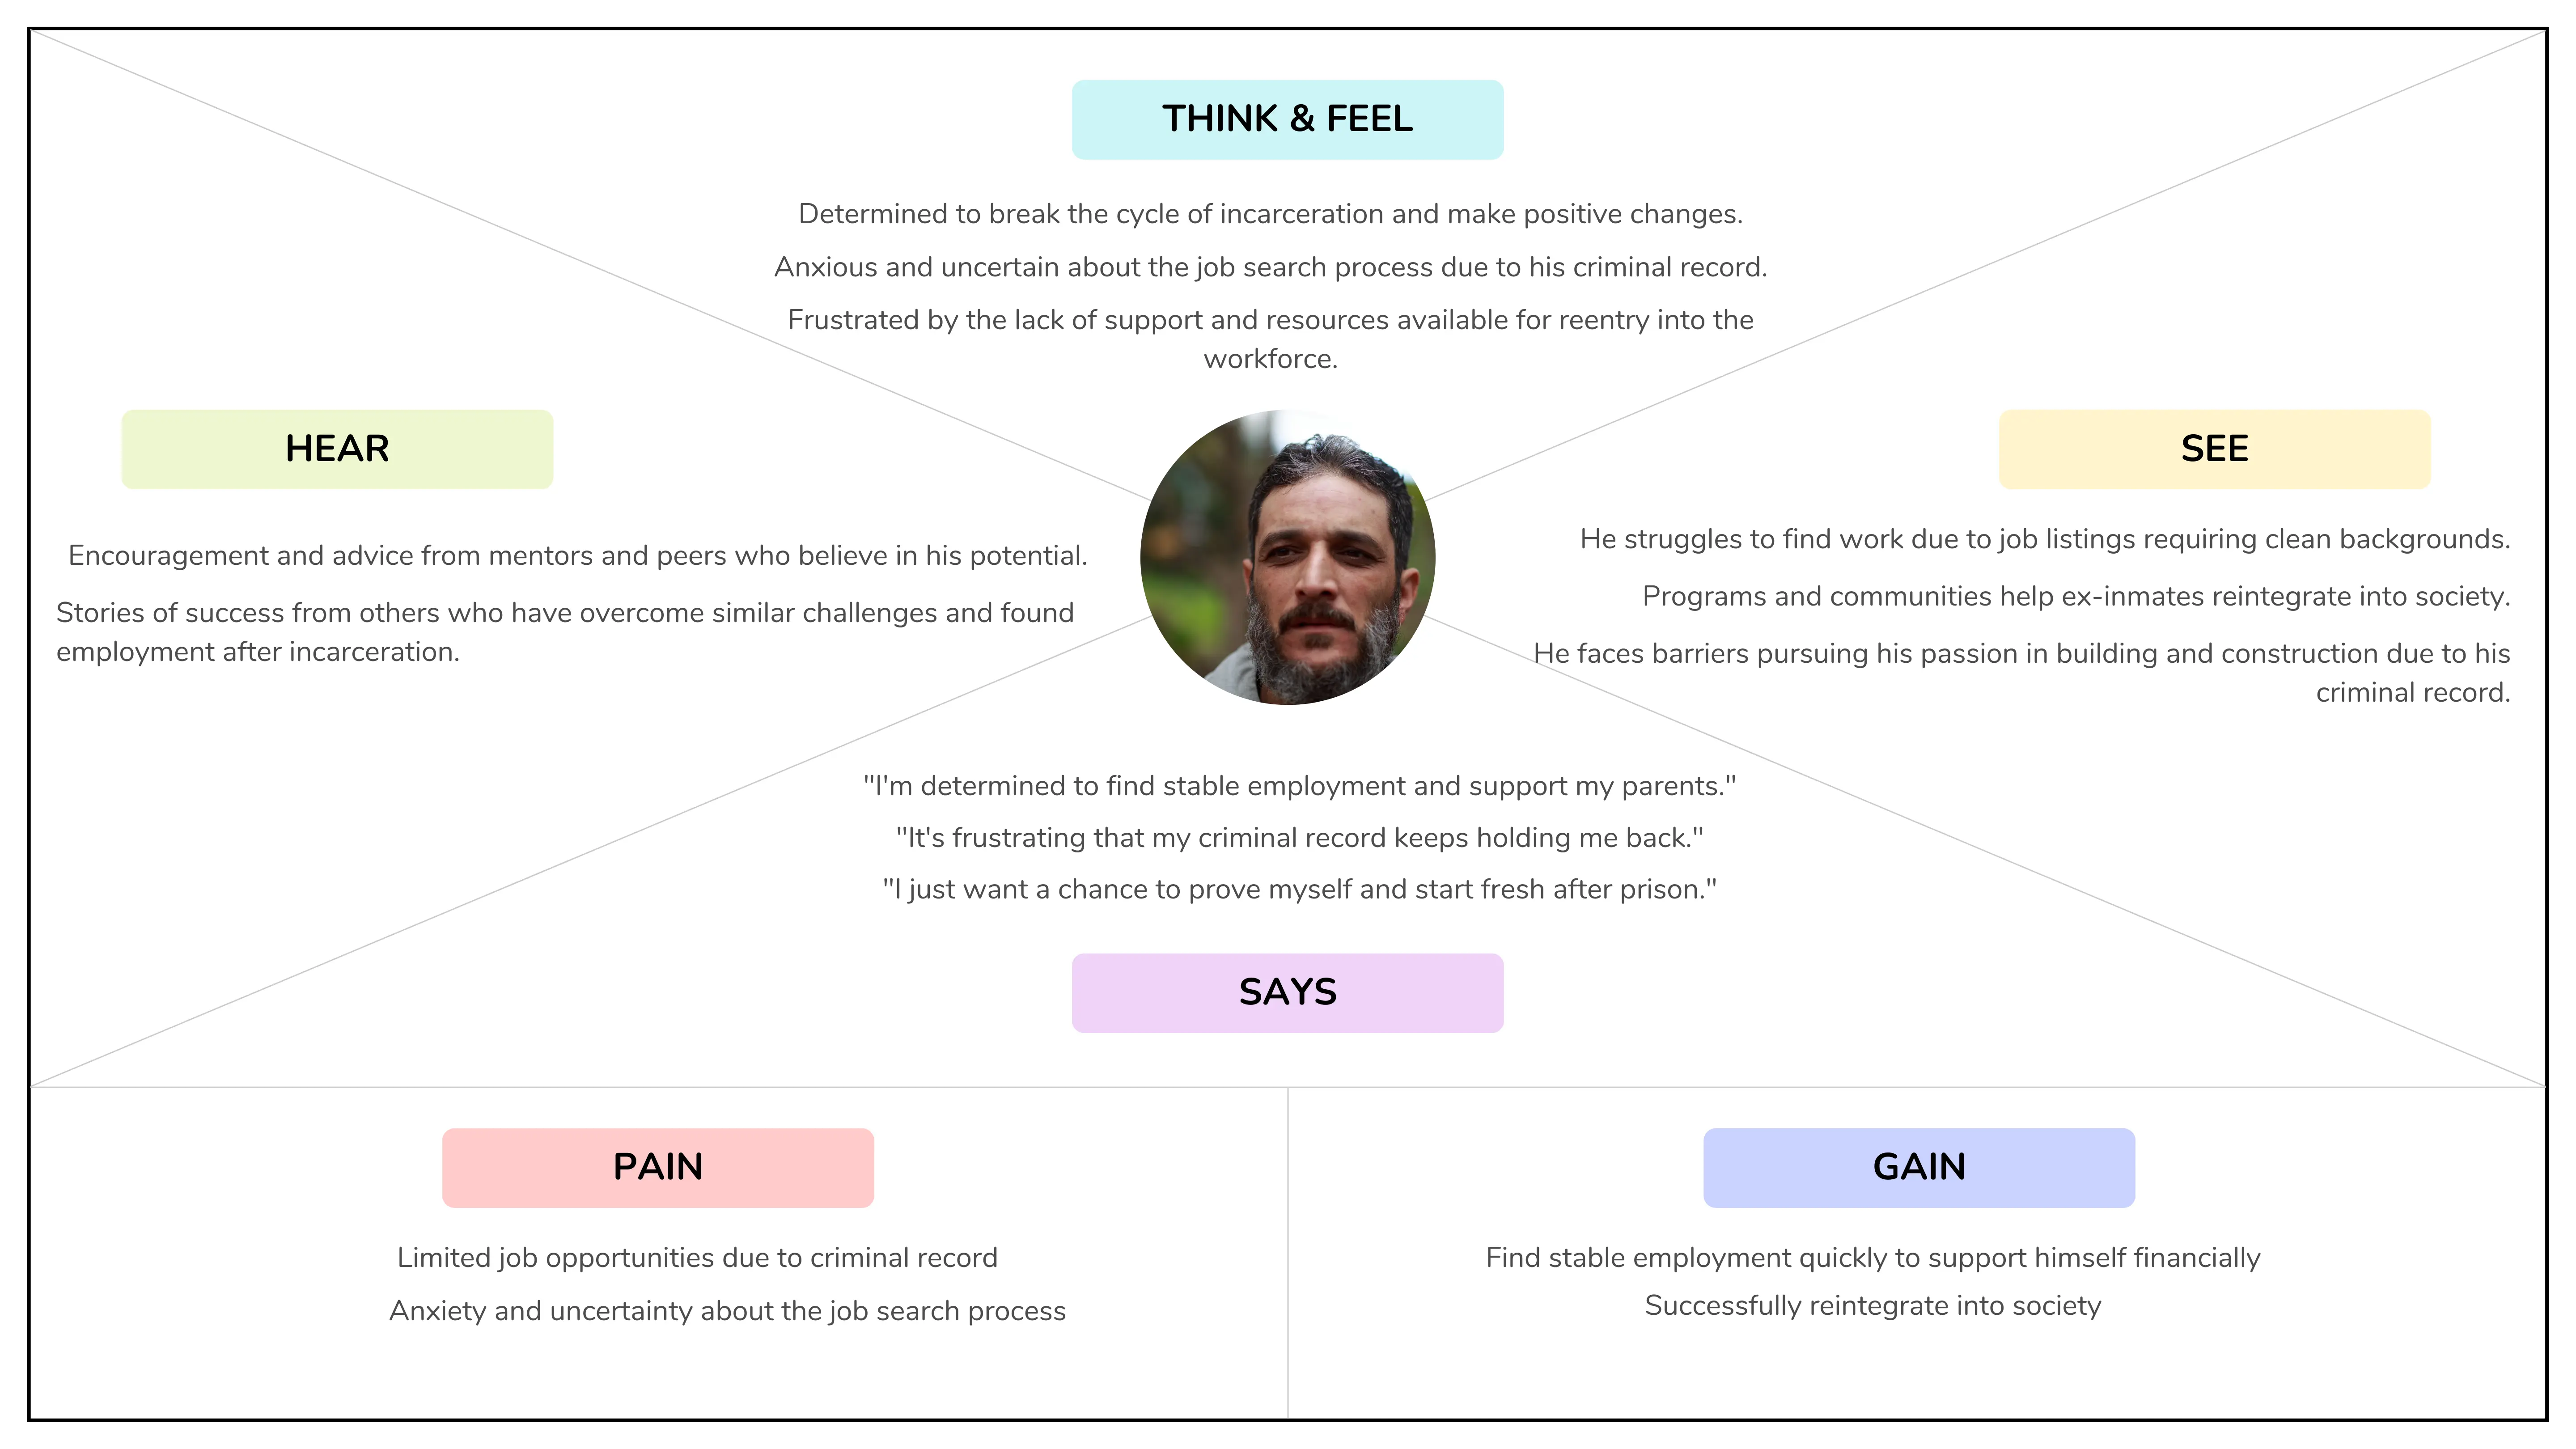 THINK & FEEL
Determined to break the cycle of incarceration and make positive changes.
Anxious and uncertain about the job search process due to his criminal record.
Frustrated by the lack of support and resources available for reentry into the
workforce.
HEAR
Encouragement and advice from mentors and peers who believe in his potential.
Stories of success from others who have overcome similar challenges and found
employment after incarceration.
SEE
He struggles to find work due to job listings requiring clean backgrounds.
Programs and communities help ex-inmates reintegrate into society.
He faces barriers pursuing his passion in building and construction due to his
criminal record.
"I'm determined to find stable employment and support my parents."
"It's frustrating that my criminal record keeps holding me back."
"I just want a chance to prove myself and start fresh after prison."
SAYS
PAIN
Limited job opportunities due to criminal record
Anxiety and uncertainty about the job search process
GAIN
Find stable employment quickly to support himself financially
Successfully reintegrate into society